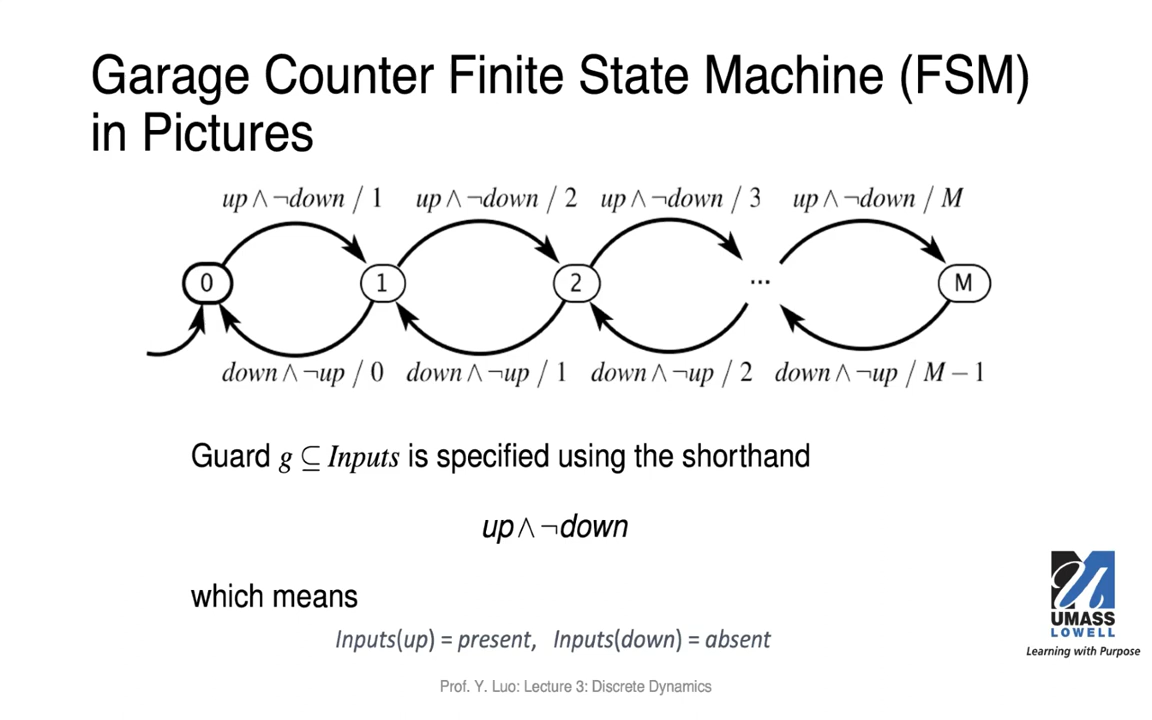 Garage Counter Finite State Machine (FSM)
in Pictures
up ∧ ¬down / 1 up ∧ ¬down / 2 up ∧ ¬down / 3 up ∧ ¬down / M
0 1 2 ... M
down ∧ ¬up / 0 down ∧ ¬up / 1 down ∧ ¬up / 2 down ∧ ¬up / M − 1
Guard g ⊆ Inputs is specified using the shorthand
up ∧ ¬down
which means
Inputs(up) = present, Inputs(down) = absent
UMASS
LOWELL
Learning with Purpose
Prof. Y. Luo: Lecture 3: Discrete Dynamics